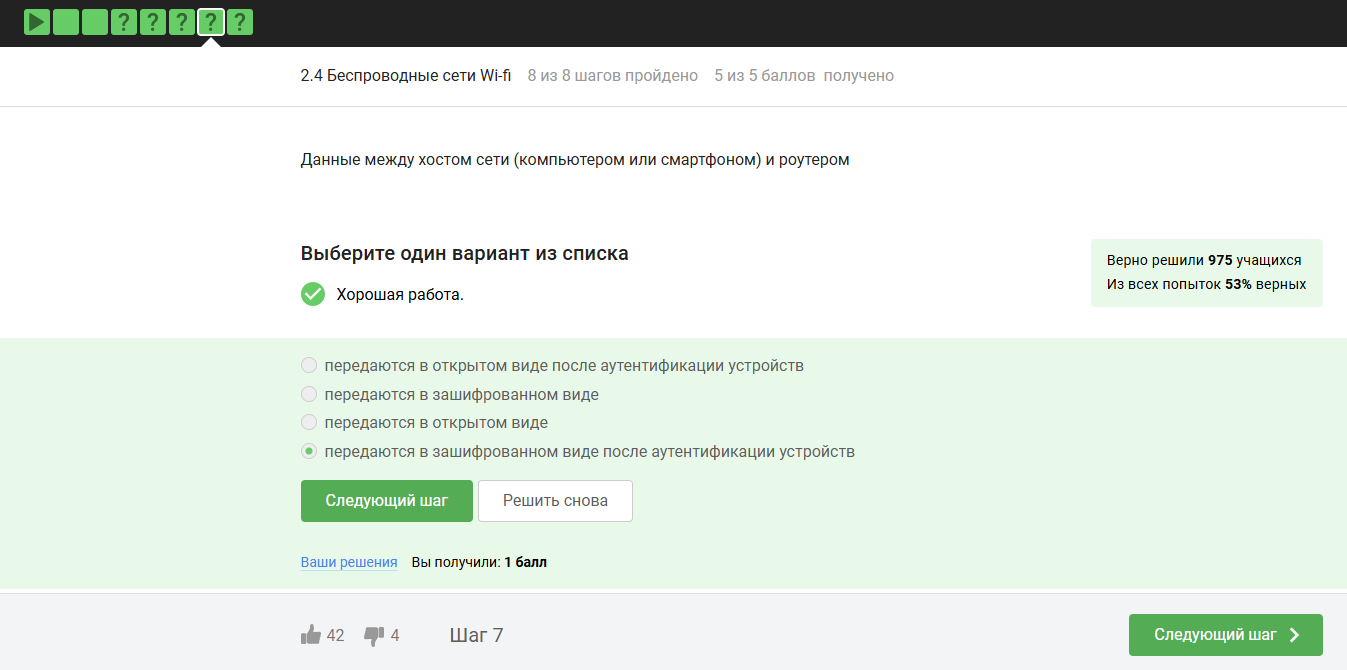 ? ? ? ? ?
2.4 Беспроводные сети Wi-fi 8 из 8 шагов пройдено 5 из 5 баллов получено
Данные между хостом сети (компьютером или смартфоном) и роутером
Выберите один вариант из списка
Хорошая работа.
Верно решили 975 учащихся
Из всех попыток 53% верных
передаются в открытом виде после аутентификации устройств
передаются в зашифрованном виде
передаются в открытом виде
передаются в зашифрованном виде после аутентификации устройств
Следующий шаг Решить снова
Ваши решения Вы получили: 1 балл
42 4 Шаг 7 Следующий шаг